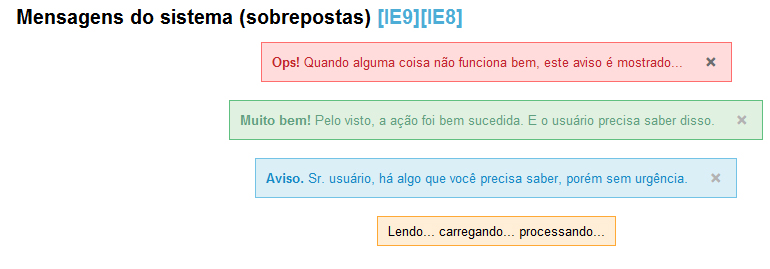 Mensagens do sistema (sobrepostas) [IE9][IE8]
Ops! Quando alguma coisa não funciona bem, este aviso é mostrado... ×
Muito bem! Pelo visto, a ação foi bem sucedida. E o usuário precisa saber disso. ×
Aviso. Sr. usuário, há algo que você precisa saber, porém sem urgência. ×
Lendo... carregando... processando...